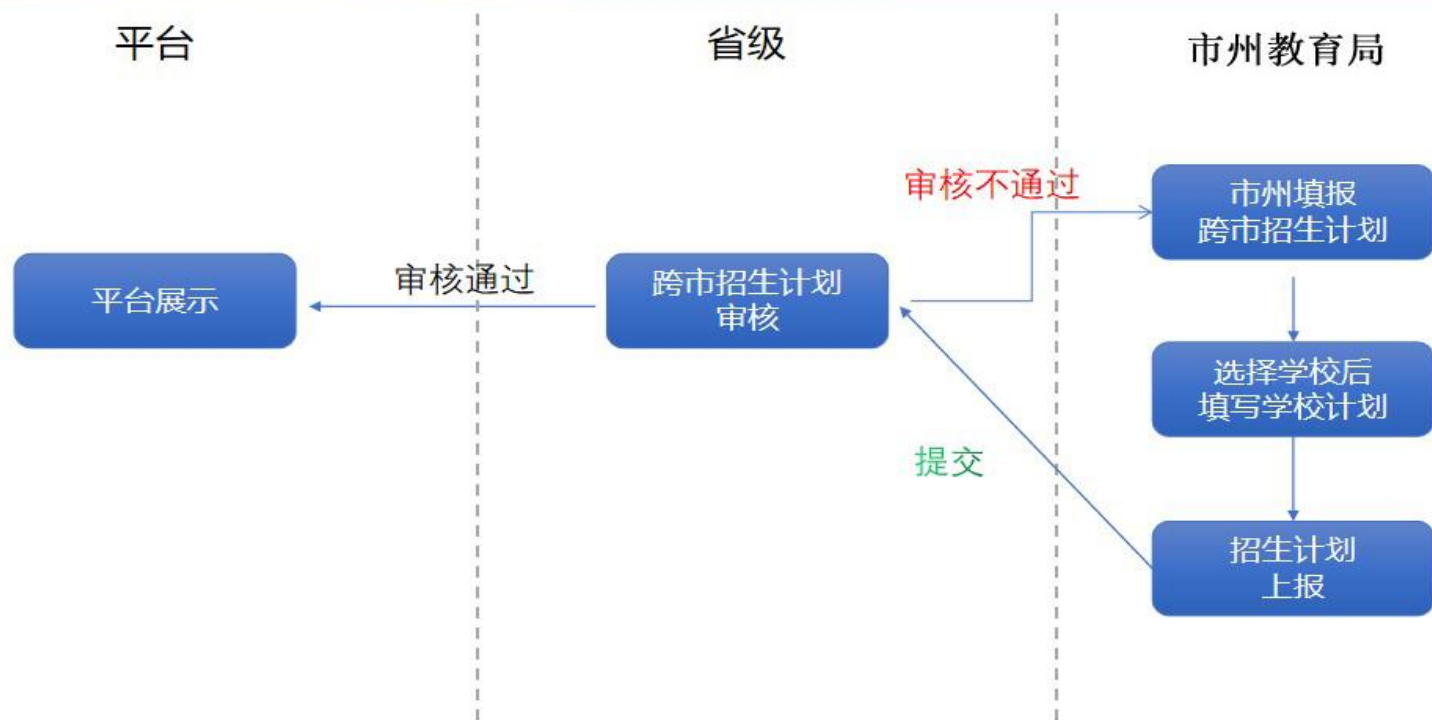 平台
省级
市州教育局
审核不通过
市州填报
跨市招生计划
平台展示
审核通过
跨市招生计划
审核
选择学校后
填写学校计划
提交
招生计划
上报